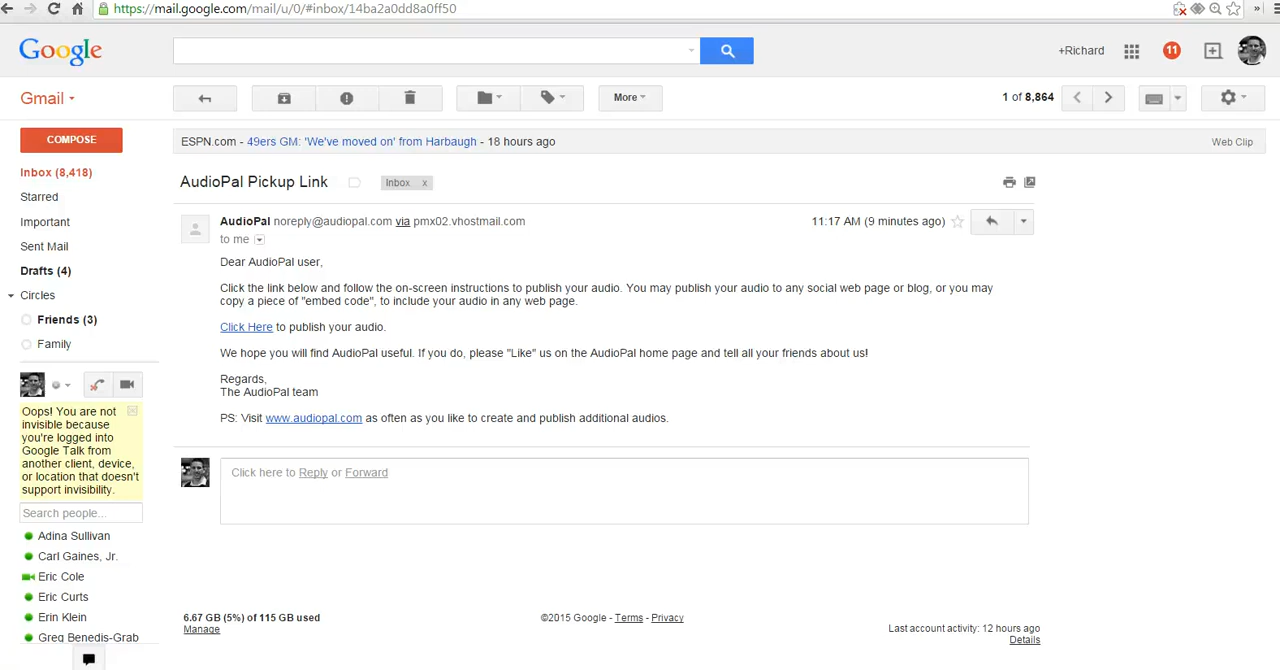 https://mail.google.com/mail/u/0/#inbox/14ba2a0dd8a0ff50
Google
+Richard
11
Gmail
More
1 of 8,864
COMPOSE
ESPN.com - 49ers GM: 'We've moved on' from Harbaugh - 18 hours ago
Web Clip
Inbox (8,418)
Starred
Important
Sent Mail
Drafts (4)
Circles
Friends (3)
Family
AudioPal Pickup Link
Inbox x
AudioPal noreply@audiopal.com via pmx02.vhostmail.com
11:17 AM (9 minutes ago)
to me
Dear AudioPal user,
Click the link below and follow the on-screen instructions to publish your audio. You may publish your audio to any social web page or blog, or you may
copy a piece of "embed code", to include your audio in any web page.
Click Here to publish your audio.
We hope you will find AudioPal useful. If you do, please "Like" us on the AudioPal home page and tell all your friends about us!
Regards,
The AudioPal team
PS: Visit www.audiopal.com as often as you like to create and publish additional audios.
Click here to Reply or Forward
Oops! You are not
invisible because
you're logged into
Google Talk from
another client, device,
or location that doesn't
support invisibility.
Search people...
Adina Sullivan
Carl Gaines, Jr.
Eric Cole
Eric Curts
Erin Klein
Greg Benedis-Grab
6.67 GB (5%) of 115 GB used
Manage
©2015 Google - Terms - Privacy
Last account activity: 12 hours ago
Details